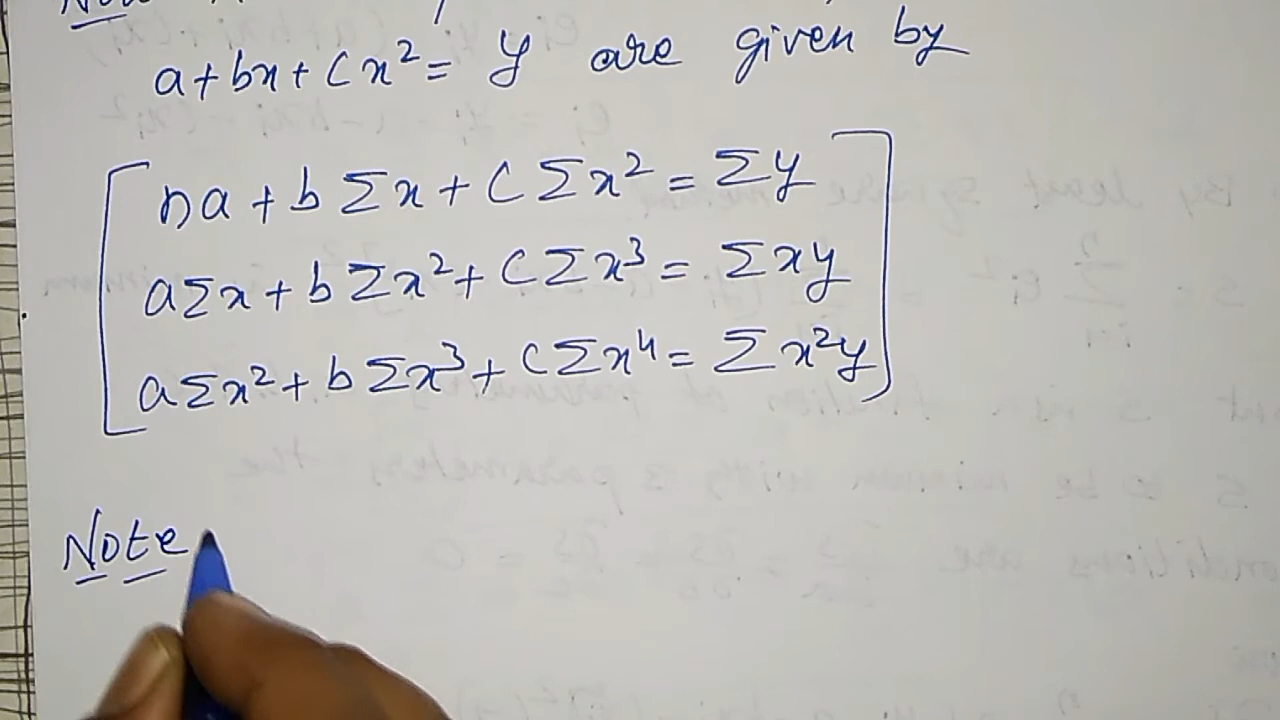 a + bx + Cx² = y are given by
na + bΣx + CΣx² = Σy
aΣx + bΣx² + CΣx³ = Σxy
aΣx² + bΣx³ + CΣx⁴ = Σx²y
Note